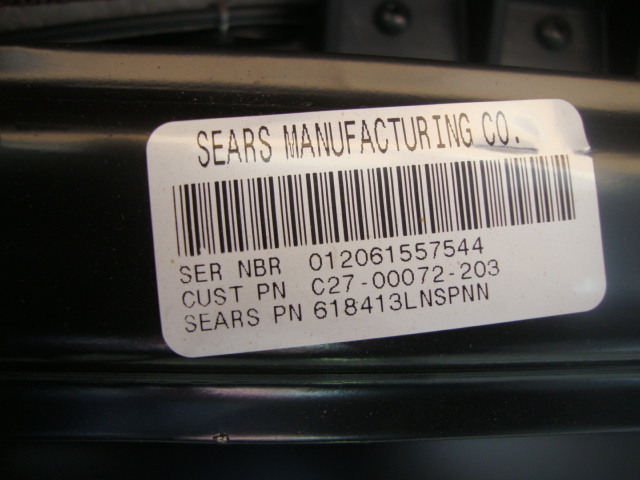 SEARS MANUFACTURING CO.
SER NBR 012061557544
CUST PN C27-00072-203
SEARS PN 618413LNSPNN